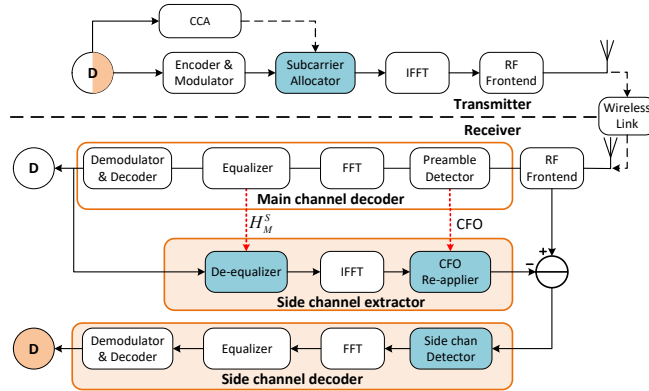 CCA
D
Encoder &
Modulator
Subcarrier
Allocator
IFFT
RF
Frontend
Transmitter
Wireless
Link
Receiver
D
Demodulator
& Decoder
Equalizer
FFT
Preamble
Detector
RF
Frontend
Main channel decoder
H_M^S
CFO
+
De-equalizer
IFFT
CFO
Re-applier
−
Side channel extractor
D
Demodulator
& Decoder
Equalizer
FFT
Side chan
Detector
Side channel decoder